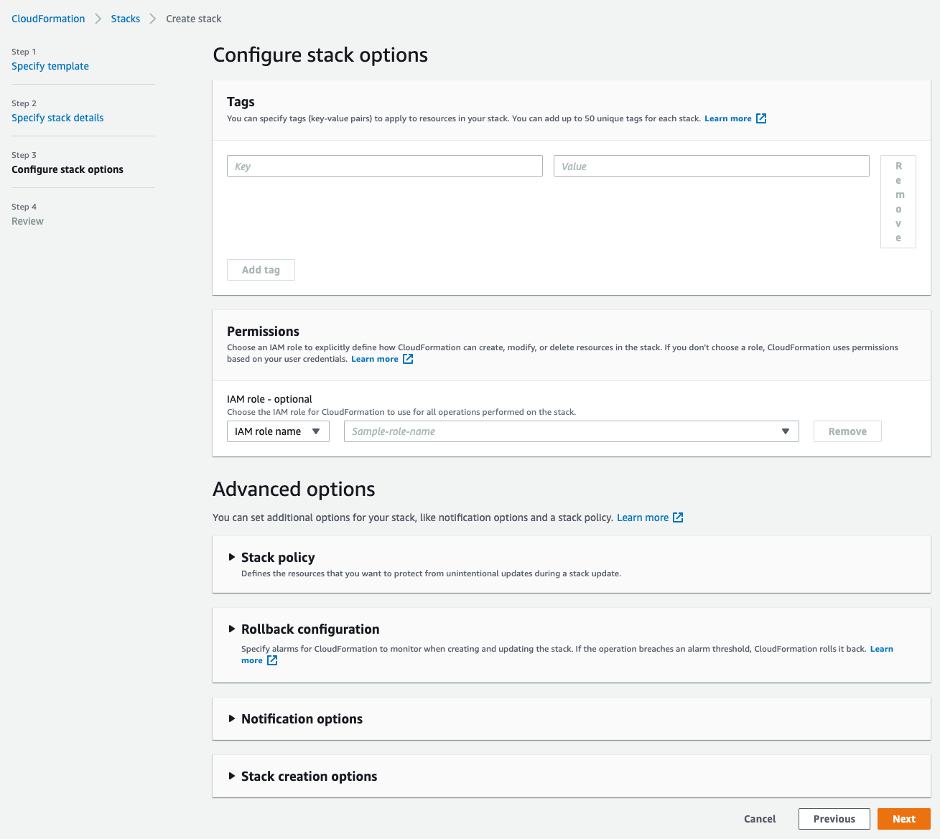 CloudFormation > Stacks > Create stack
Step 1
Specify template
Step 2
Specify stack details
Step 3
Configure stack options
Step 4
Review
Configure stack options
Tags
You can specify tags (key-value pairs) to apply to resources in your stack. You can add up to 50 unique tags for each stack. Learn more
Key
Value
Remove
Add tag
Permissions
Choose an IAM role to explicitly define how CloudFormation can create, modify, or delete resources in the stack. If you don't choose a role, CloudFormation uses permissions
based on your user credentials. Learn more
IAM role - optional
Choose the IAM role for CloudFormation to use for all operations performed on the stack.
IAM role name
Sample-role-name
Remove
Advanced options
You can set additional options for your stack, like notification options and a stack policy. Learn more
Stack policy
Defines the resources that you want to protect from unintentional updates during a stack update.
Rollback configuration
Specify alarms for CloudFormation to monitor when creating and updating the stack. If the operation breaches an alarm threshold, CloudFormation rolls it back. Learn
more
Notification options
Stack creation options
Cancel
Previous
Next